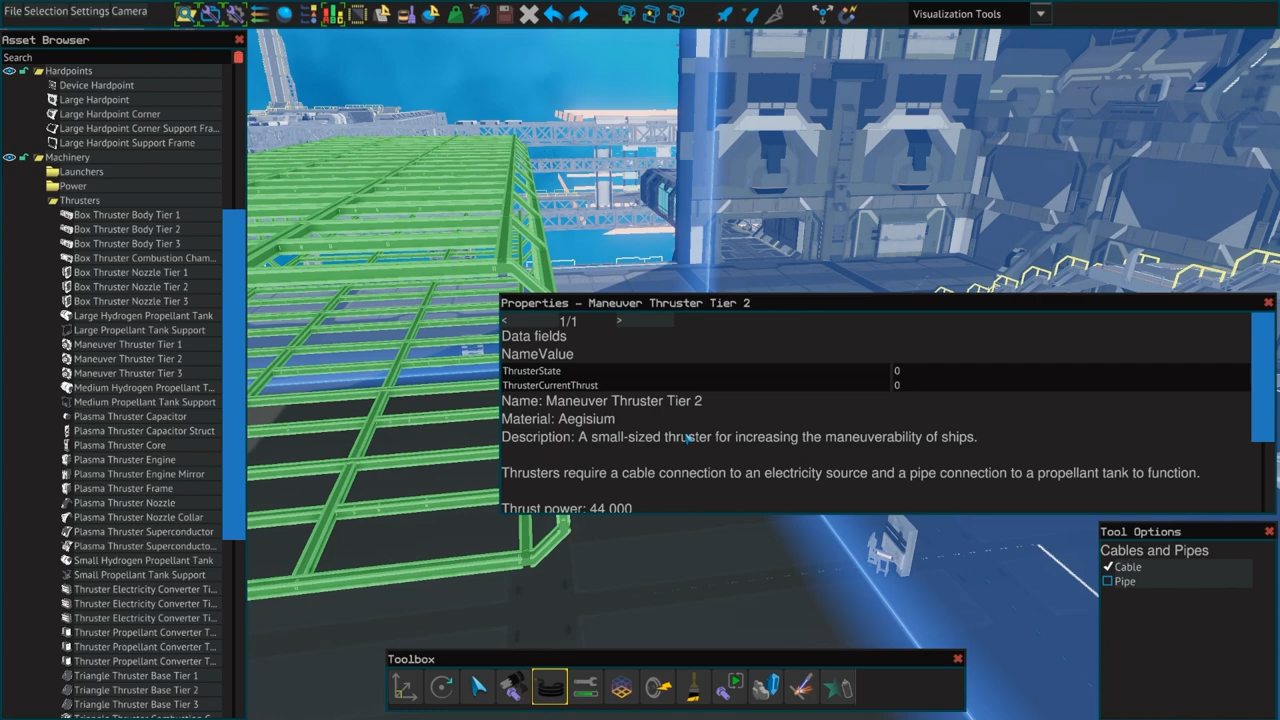 File Selection Settings Camera
Visualization Tools
Asset Browser
Search
Hardpoints
Device Hardpoint
Large Hardpoint
Large Hardpoint Corner
Large Hardpoint Corner Support Fra...
Large Hardpoint Support Frame
Machinery
Launchers
Power
Thrusters
Box Thruster Body Tier 1
Box Thruster Body Tier 2
Box Thruster Body Tier 3
Box Thruster Combustion Cham...
Box Thruster Nozzle Tier 1
Box Thruster Nozzle Tier 2
Box Thruster Nozzle Tier 3
Large Hydrogen Propellant Tank
Large Propellant Tank Support
Maneuver Thruster Tier 1
Maneuver Thruster Tier 2
Maneuver Thruster Tier 3
Medium Hydrogen Propellant T...
Medium Propellant Tank Support
Plasma Thruster Capacitor
Plasma Thruster Capacitor Struct
Plasma Thruster Core
Plasma Thruster Engine
Plasma Thruster Engine Mirror
Plasma Thruster Frame
Plasma Thruster Nozzle
Plasma Thruster Nozzle Collar
Plasma Thruster Superconductor
Plasma Thruster Superconducto...
Small Hydrogen Propellant Tank
Small Propellant Tank Support
Thruster Electricity Converter Ti...
Thruster Electricity Converter Ti...
Thruster Electricity Converter Ti...
Thruster Propellant Converter T...
Thruster Propellant Converter T...
Thruster Propellant Converter T...
Triangle Thruster Base Tier 1
Triangle Thruster Base Tier 2
Triangle Thruster Base Tier 3
Properties - Maneuver Thruster Tier 2
< 1/1 >
Data fields
NameValue
ThrusterState 0
ThrusterCurrentThrust 0
Name: Maneuver Thruster Tier 2
Material: Aegisium
Description: A small-sized thruster for increasing the maneuverability of ships.
Thrusters require a cable connection to an electricity source and a pipe connection to a propellant tank to function.
Thrust power: 44 000
Tool Options
Cables and Pipes
Cable
Pipe
Toolbox